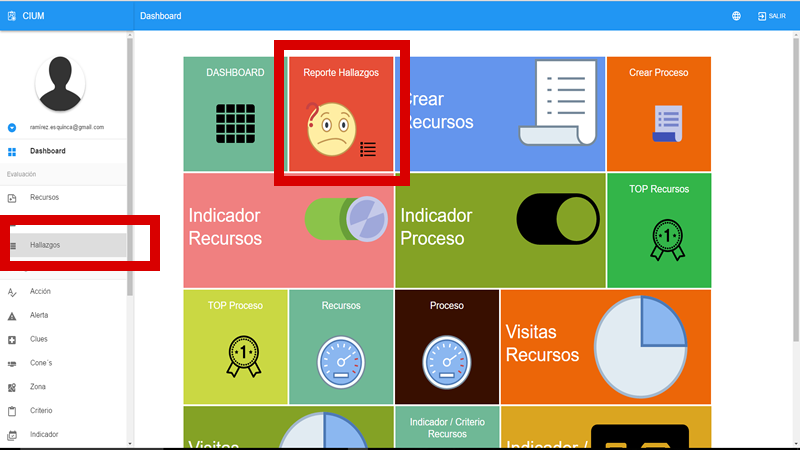 CIUM
Dashboard
SALIR
ramirez.esquinca@gmail.com
Dashboard
Evaluación
Recursos
Hallazgos
Acción
Alerta
Clues
Cone´s
Zona
Criterio
Indicador
DASHBOARD
Reporte Hallazgos
?
Crear
Recursos
Crear Proceso
Indicador
Recursos
Indicador
Proceso
TOP Recursos
1
TOP Proceso
1
Recursos
Proceso
Visitas
Recursos
Visitas
Indicador / Criterio
Recursos
Indicador /